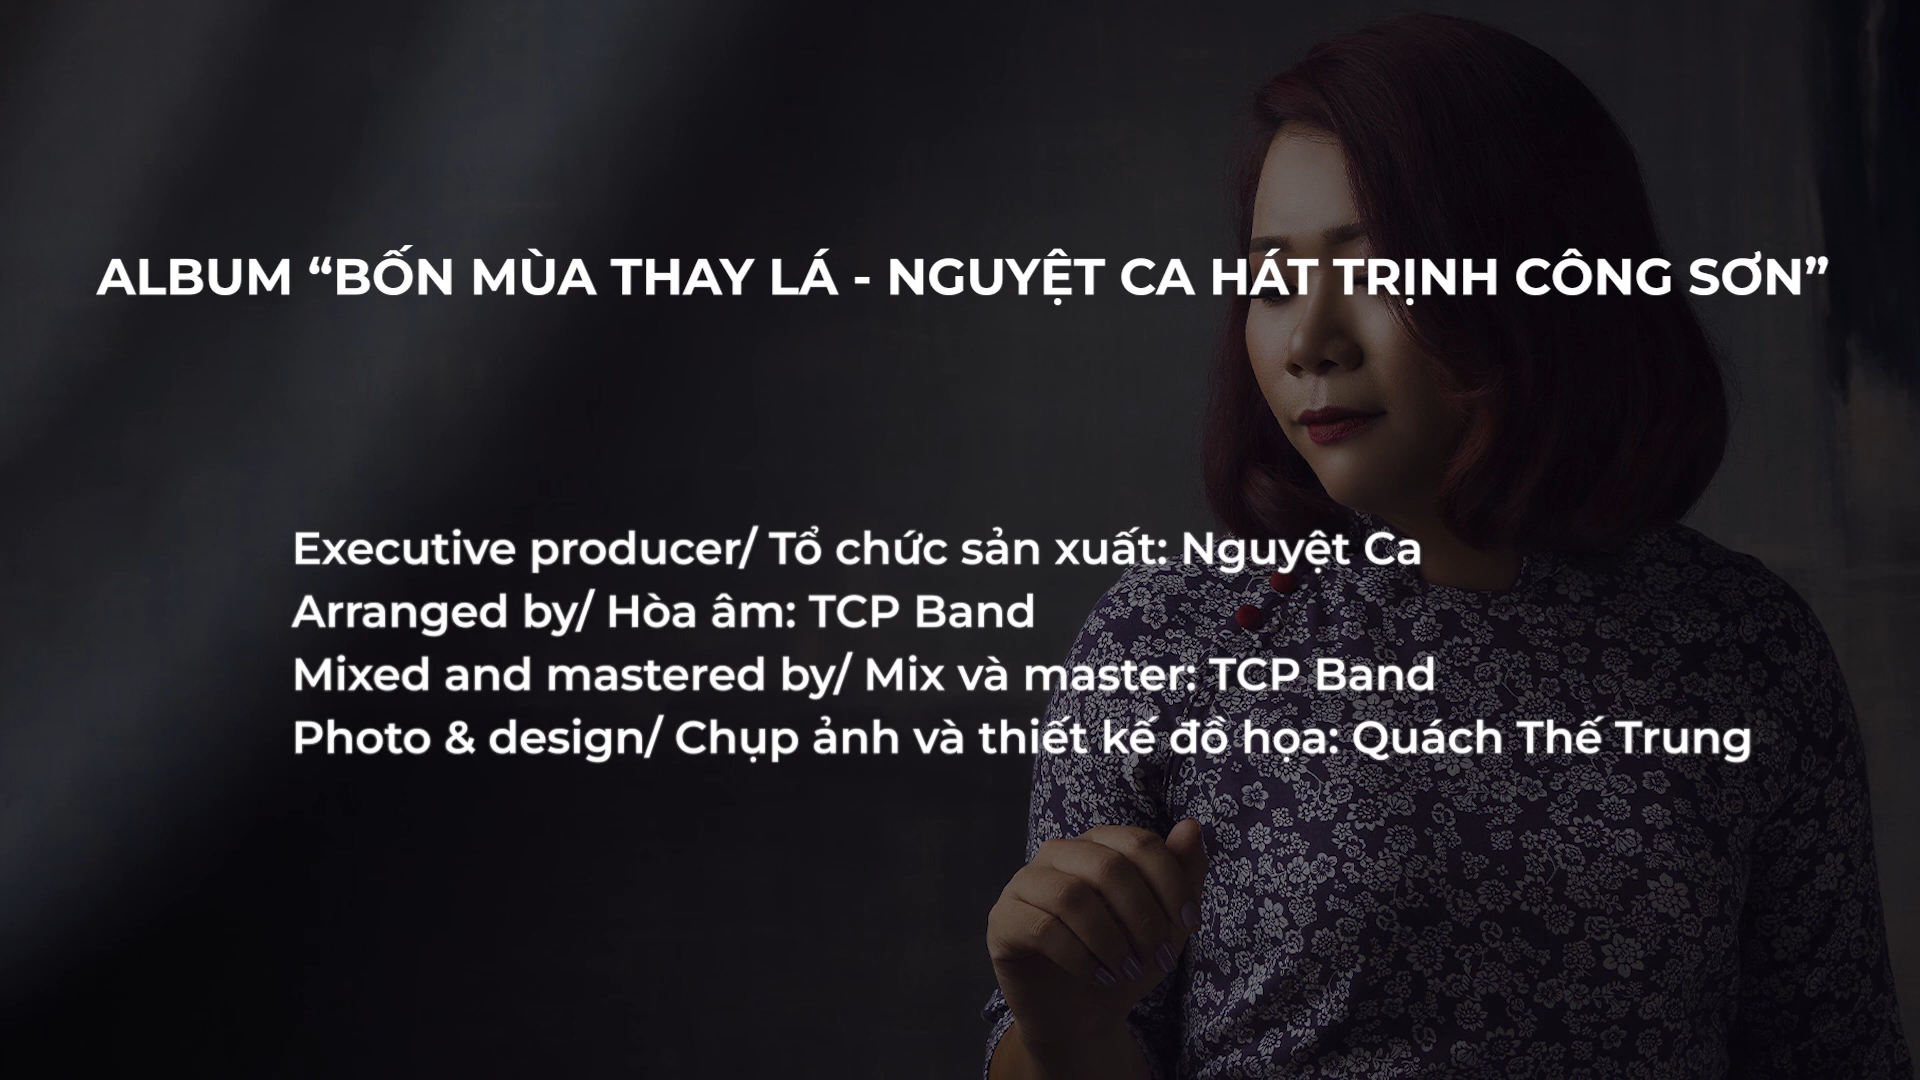 ALBUM “BỐN MÙA THAY LÁ - NGUYỆT CA HÁT TRỊNH CÔNG SƠN”
Executive producer/ Tổ chức sản xuất: Nguyệt Ca
Arranged by/ Hòa âm: TCP Band
Mixed and mastered by/ Mix và master: TCP Band
Photo & design/ Chụp ảnh và thiết kế đồ họa: Quách Thế Trung